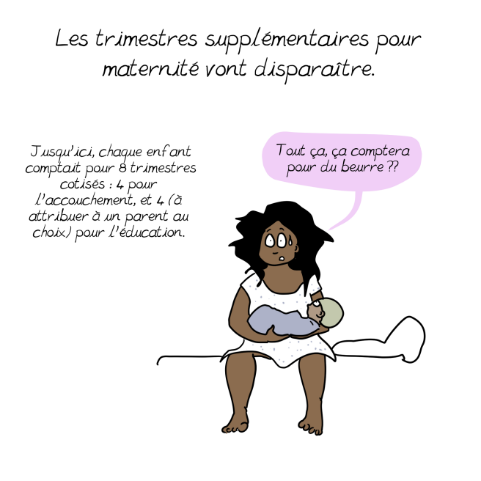 Les trimestres supplémentaires pour
maternité vont disparaître.
Jusqu'ici, chaque enfant
comptait pour 8 trimestres
cotisés : 4 pour
l'accouchement, et 4 (à
attribuer à un parent au
choix) pour l'éducation.
Tout ça, ça comptera
pour du beurre ??